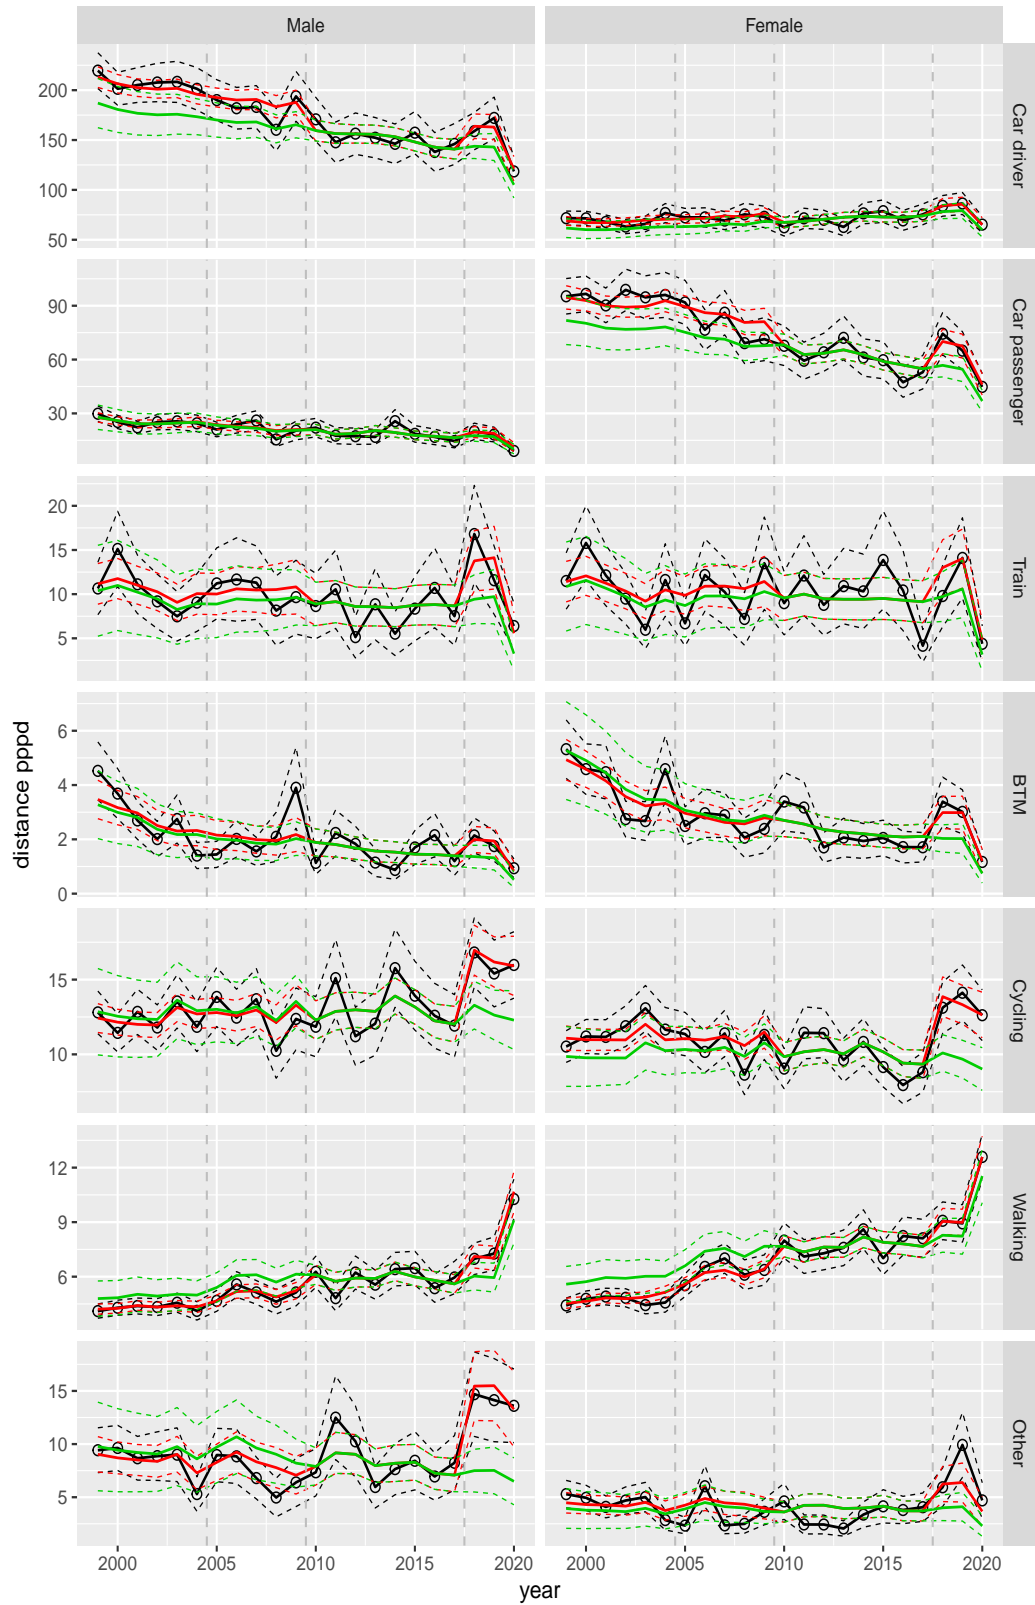 Male Female
200
150
100
50
Car driver
90
60
30
Car passenger
20
15
10
5
Train
6
4
2
0
BTM
15
10
Cycling
12
9
6
Walking
15
10
5
Other
2000 2005 2010 2015 2020 2000 2005 2010 2015 2020
year
distance pppd